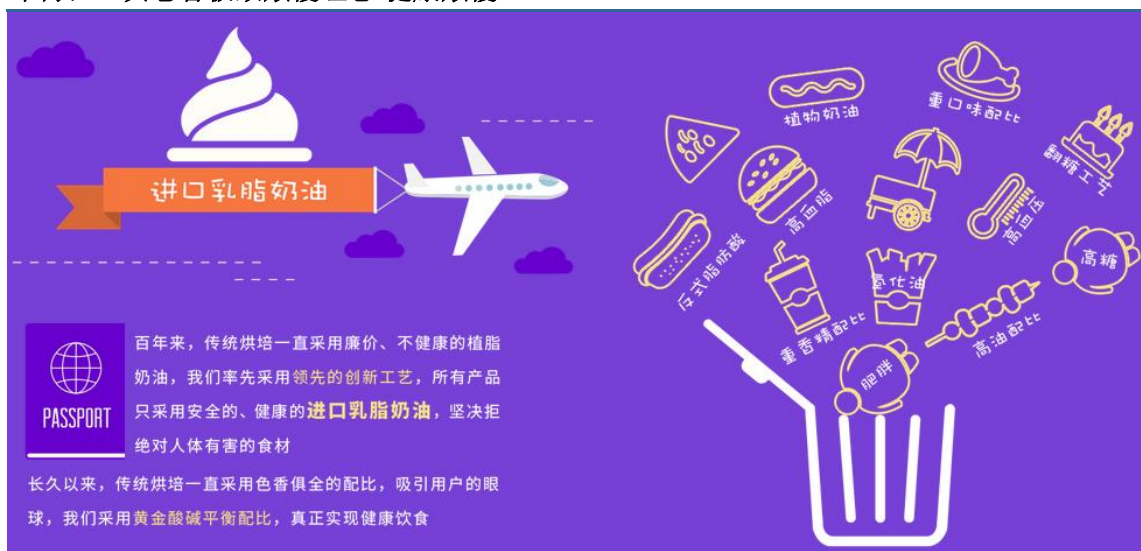 进口乳脂奶油
PASSPORT
百年来，传统烘培一直采用廉价、不健康的植脂
奶油，我们率先采用领先的创新工艺，所有产品
只采用安全的、健康的进口乳脂奶油，坚决拒
绝对人体有害的食材
长久以来，传统烘培一直采用色香俱全的配比，吸引用户的眼
球，我们采用黄金酸碱平衡配比，真正实现健康饮食
植物奶油
重口味配比
翻糖工艺
高血脂
高血压
高糖
反式脂肪酸
氢化油
重香精配比
高油配比
肥胖